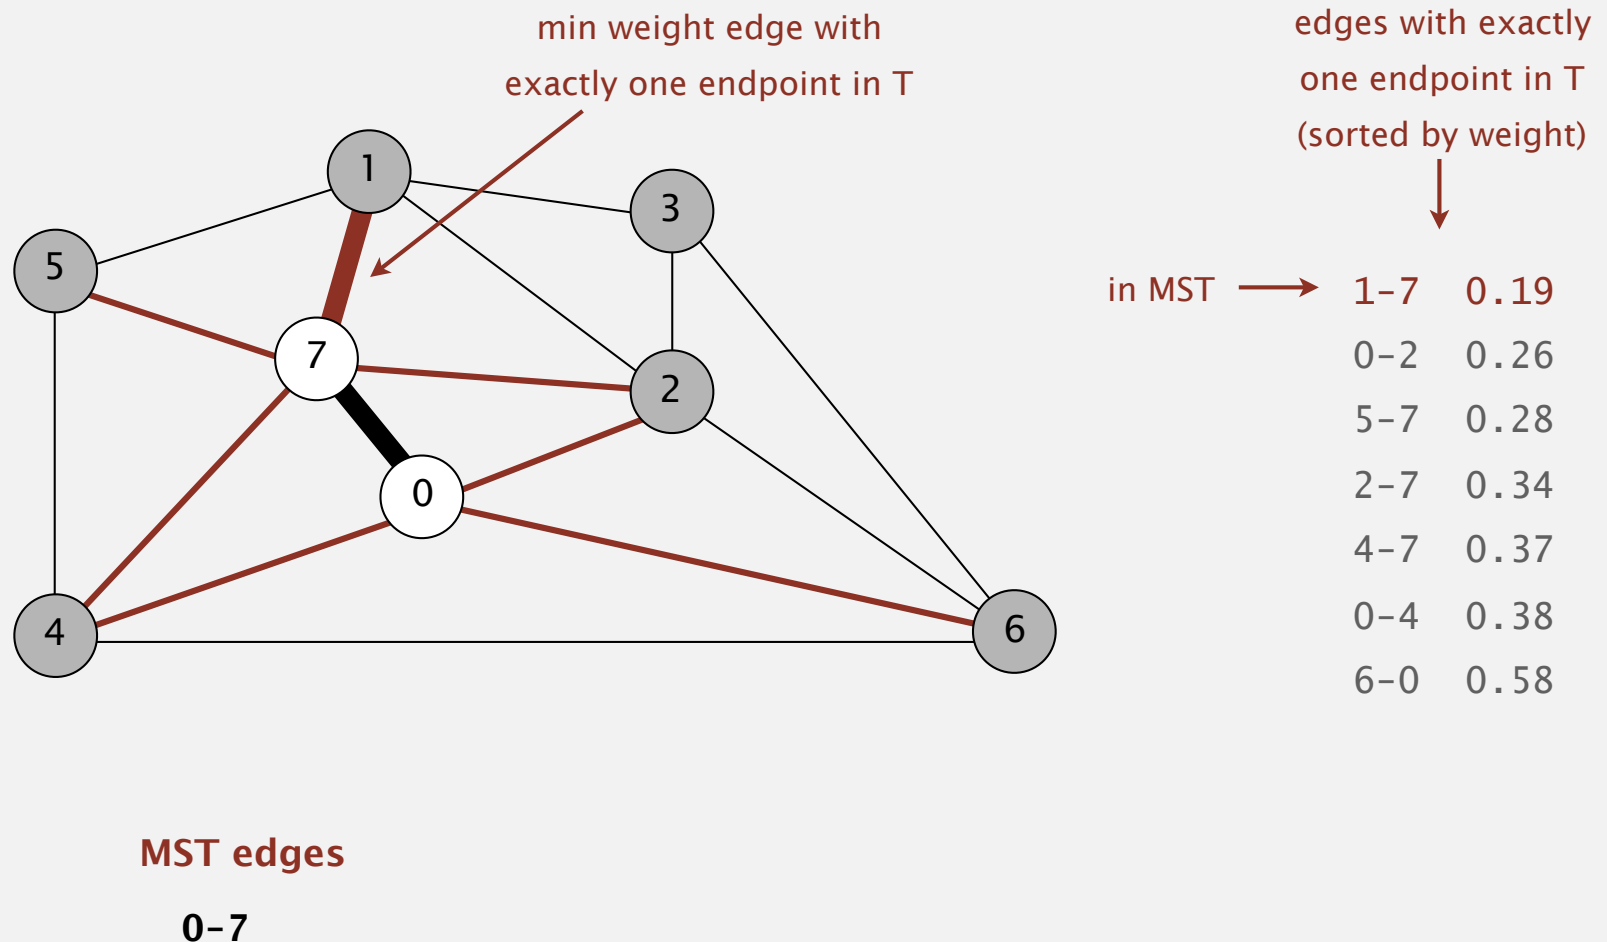 min weight edge with
exactly one endpoint in T
edges with exactly
one endpoint in T
(sorted by weight)
1
3
5
7
2
0
4
6
in MST
1-7 0.19
0-2 0.26
5-7 0.28
2-7 0.34
4-7 0.37
0-4 0.38
6-0 0.58
MST edges
0-7